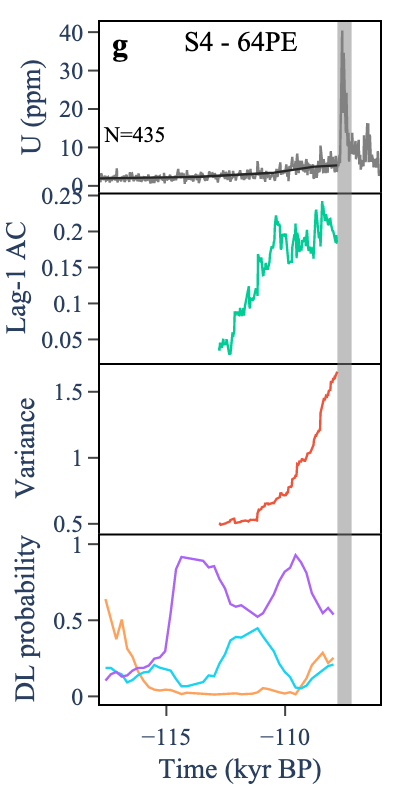 g S4 - 64PE
U (ppm)
40
30
20
10
0
N=435
Lag-1 AC
0.25
0.2
0.15
0.1
0.05
Variance
1.5
1
0.5
DL probability
1
0.5
0
−115 −110
Time (kyr BP)